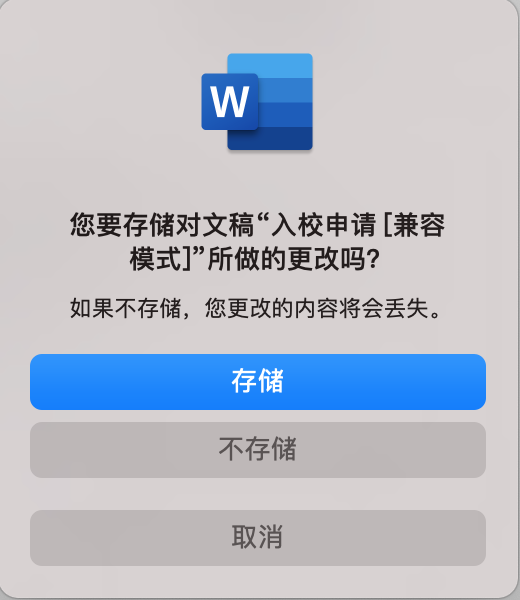 W
您要存储对文稿“入校申请 [兼容
模式]”所做的更改吗？
如果不存储，您更改的内容将会丢失。
存储
不存储
取消